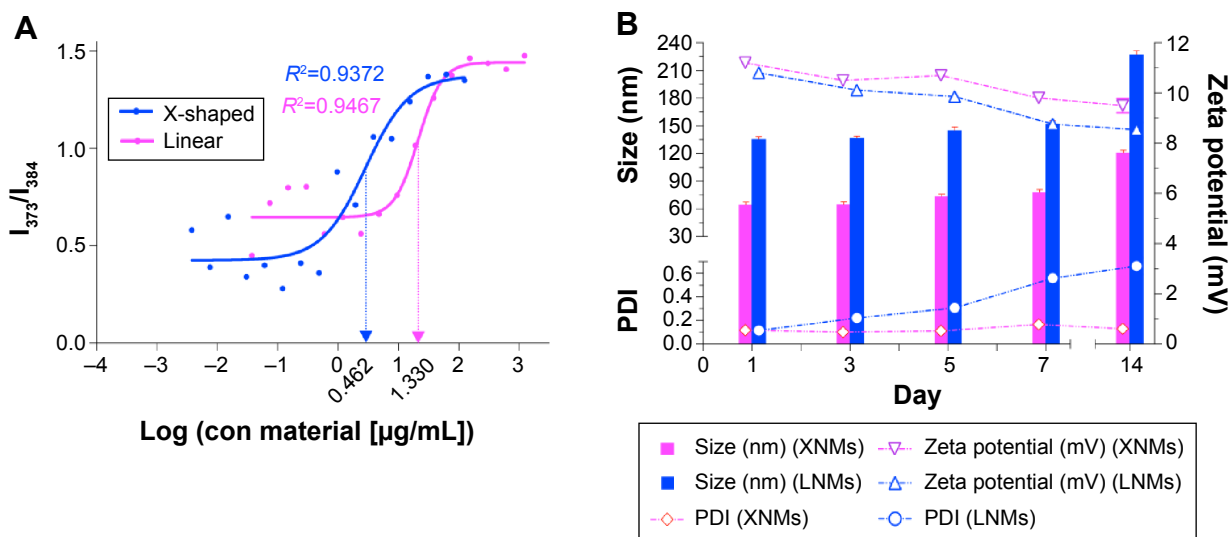 A
1.5
1.0
0.5
0.0
I373/I384
R²=0.9372
R²=0.9467
X-shaped
Linear
–4
–3
–2
–1
0
1
2
3
0.462
1.330
Log (con material [µg/mL])
B
240
210
180
150
120
90
60
30
Size (nm)
0.6
0.4
0.2
0.0
PDI
12
10
8
6
4
2
0
Zeta potential (mV)
0
1
3
5
7
14
Day
Size (nm) (XNMs)
Zeta potential (mV) (XNMs)
Size (nm) (LNMs)
Zeta potential (mV) (LNMs)
PDI (XNMs)
PDI (LNMs)